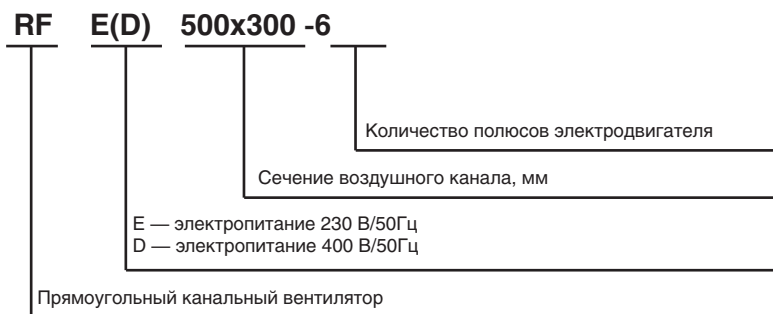 RF E(D) 500x300 -6
Количество полюсов электродвигателя
Сечение воздушного канала, мм
E — электропитание 230 В/50Гц
D — электропитание 400 В/50Гц
Прямоугольный канальный вентилятор